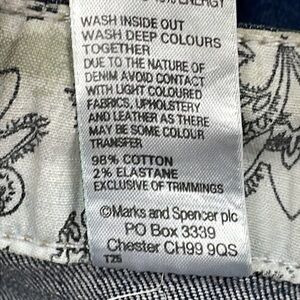 ENERGY
WASH INSIDE OUT
WASH DEEP COLOURS
TOGETHER
DUE TO THE NATURE OF
DENIM AVOID CONTACT
WITH LIGHT COLOURED
FABRICS, UPHOLSTERY
AND LEATHER AS THERE
MAY BE SOME COLOUR
TRANSFER
98% COTTON
2% ELASTANE
EXCLUSIVE OF TRIMMINGS
©Marks and Spencer plc
PO Box 3339
Chester CH99 9QS